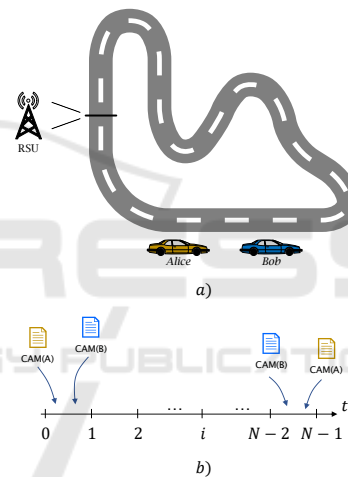 RSU
Alice
Bob
a)
CAM(A)
CAM(B)
CAM(B)
CAM(A)
... ...
t
0 1 2 i N − 2 N − 1
b)